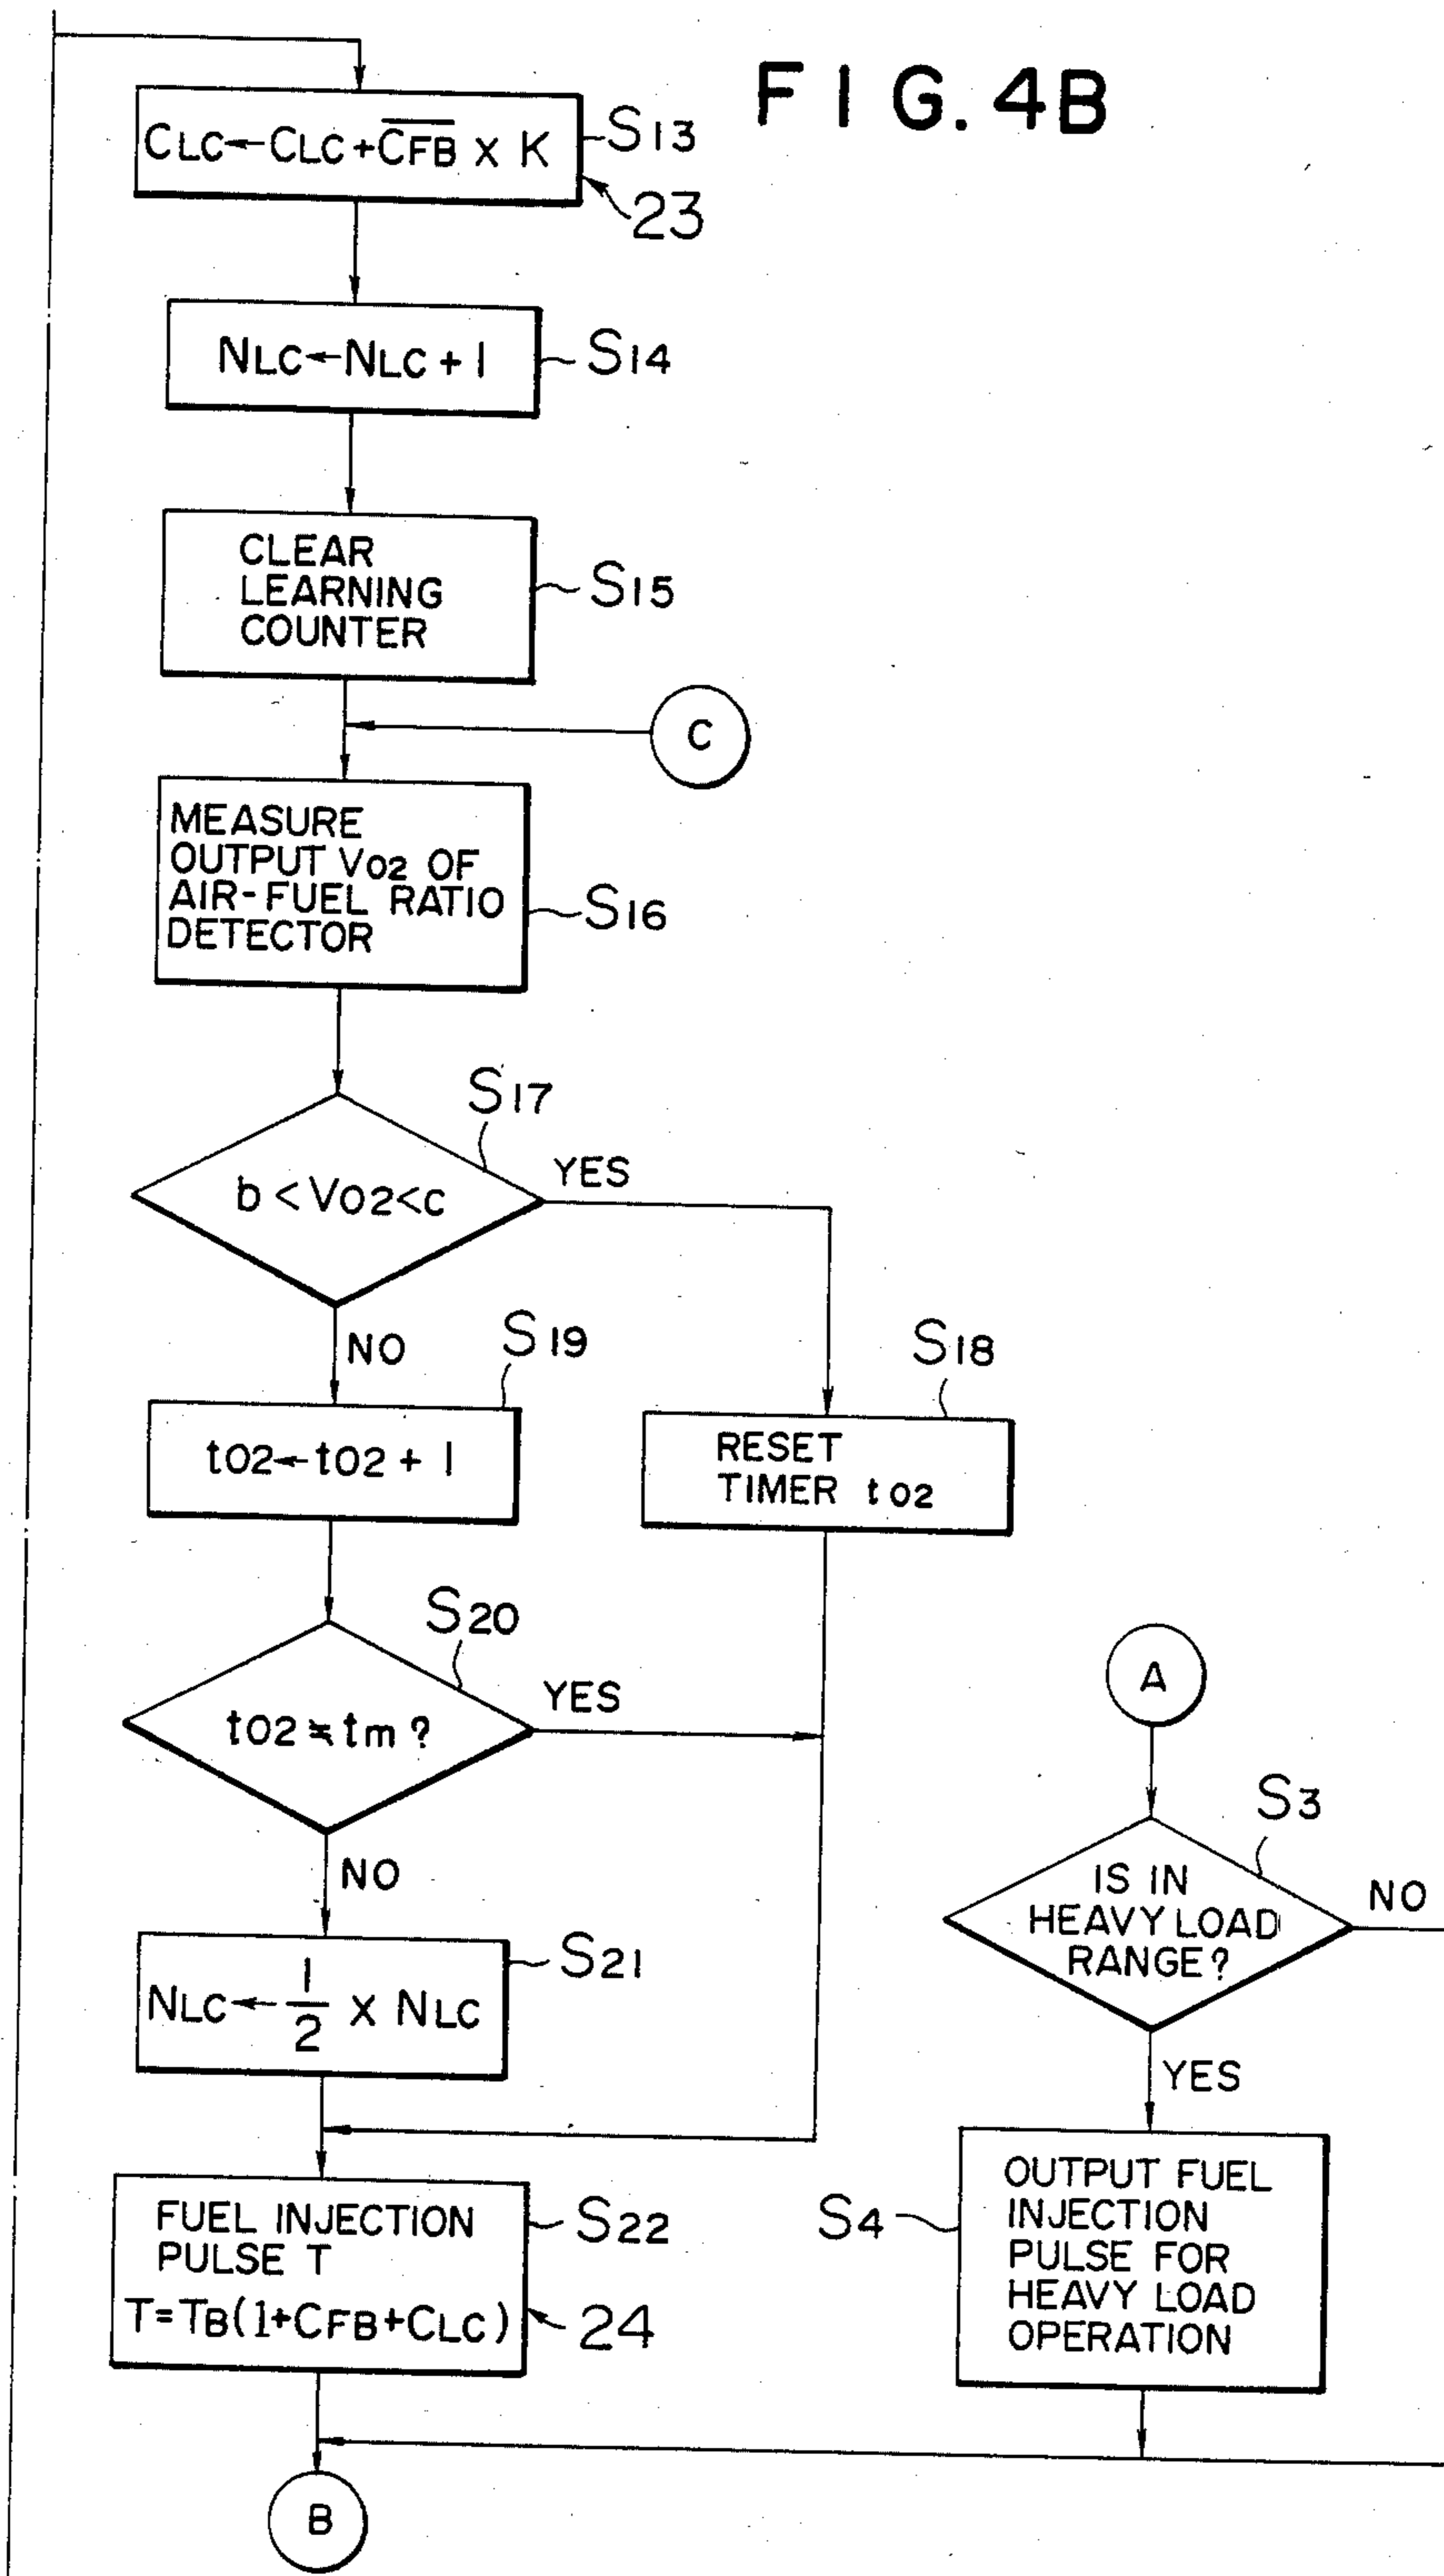 FIG. 4B
CLC←CLC+C̅F̅B̅ x K
S13
23
NLC←NLC+1
S14
CLEAR
LEARNING
COUNTER
S15
C
MEASURE
OUTPUT VO2 OF
AIR-FUEL RATIO
DETECTOR
S16
S17
b<VO2<c
YES
NO
S19
tO2←tO2+1
S18
RESET
TIMER tO2
S20
tO2≒tm?
YES
NO
S21
NLC←1/2 x NLC
FUEL INJECTION
PULSE T
T=TB(1+CFB+CLC)
S22
24
B
A
S3
IS IN
HEAVY LOAD
RANGE?
NO
YES
S4
OUTPUT FUEL
INJECTION
PULSE FOR
HEAVY LOAD
OPERATION